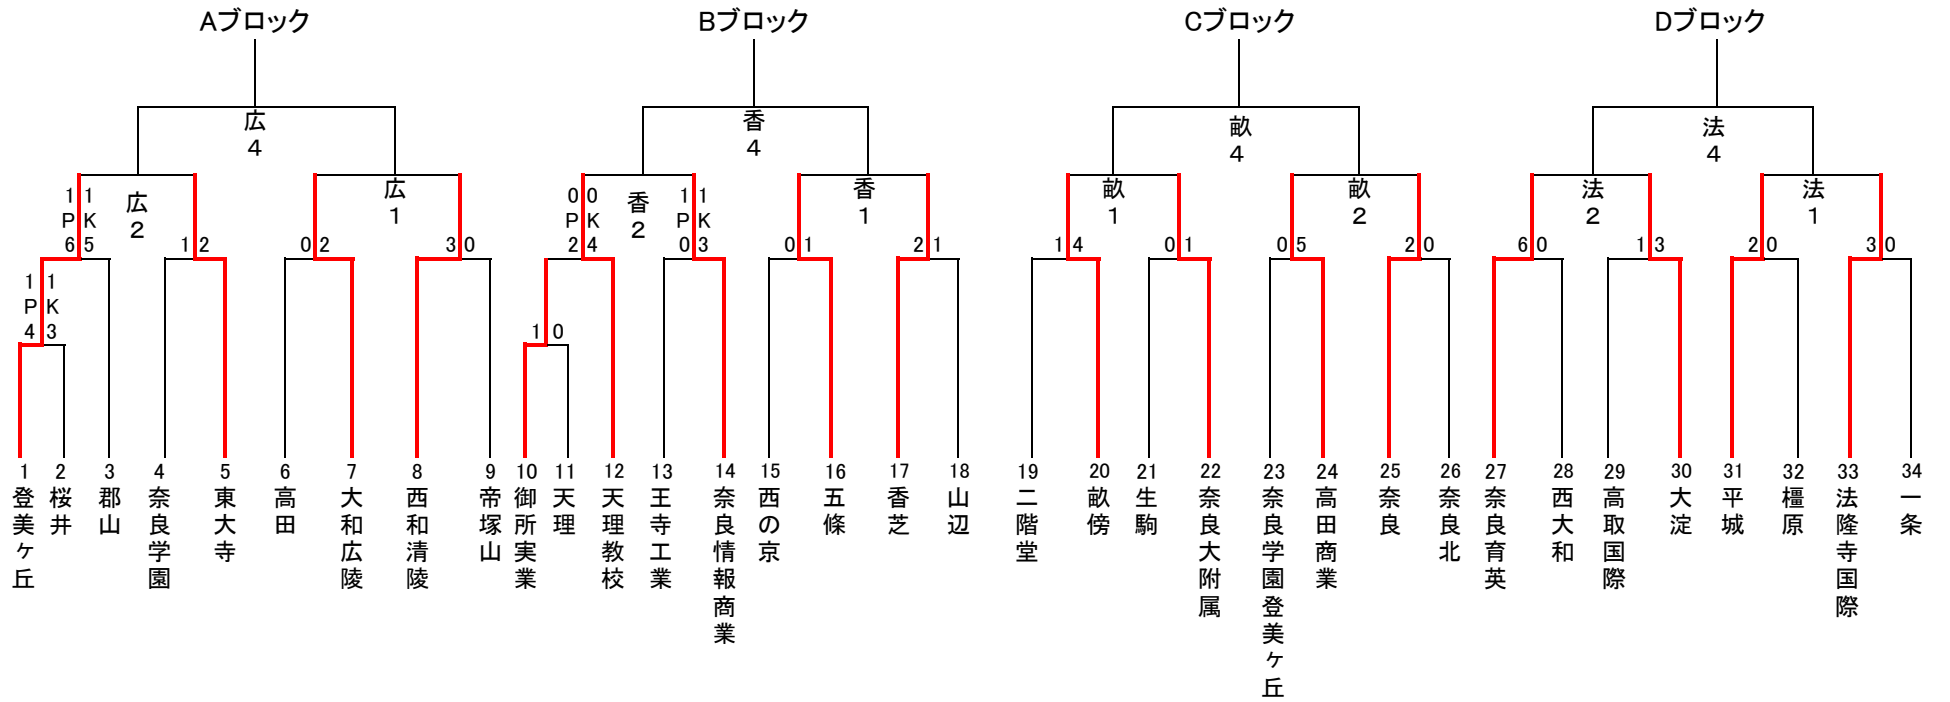 Aブロック
Bブロック
Cブロック
Dブロック
広
4
香
4
畝
4
法
4
1 1
P K
6 5
広
2
1 2
0 2
広
1
3 0
0 0
P K
2 4
香
2
1 1
P K
0 3
0 1
香
1
2 1
1 4
畝
1
0 1
0 5
畝
2
2 0
6 0
法
2
1 3
2 0
法
1
3 0
1 1
P K
4 3
1 0
1
登美ヶ丘
2
桜井
3
郡山
4
奈良学園
5
東大寺
6
高田
7
大和広陵
8
西和清陵
9
帝塚山
10
御所実業
11
天理
12
天理教校
13
王寺工業
14
奈良情報商業
15
西の京
16
五條
17
香芝
18
山辺
19
二階堂
20
畝傍
21
生駒
22
奈良大附属
23
奈良学園登美ヶ丘
24
高田商業
25
奈良
26
奈良北
27
奈良育英
28
西大和
29
高取国際
30
大淀
31
平城
32
橿原
33
法隆寺国際
34
一条